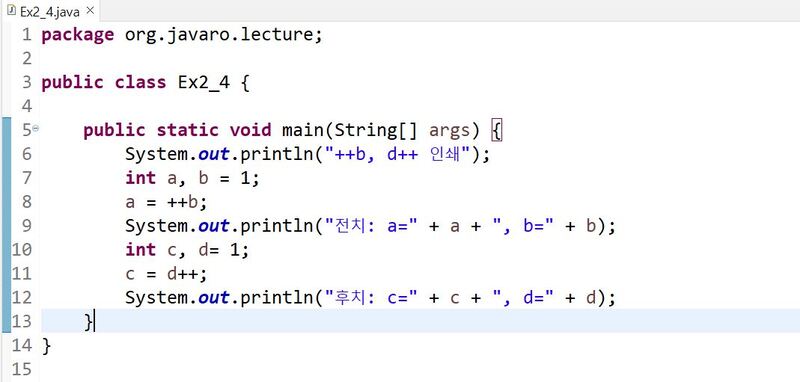 Ex2_4.java
1 package org.javaro.lecture;
2
3 public class Ex2_4 {
4
5     public static void main(String[] args) {
6         System.out.println("++b, d++ 인쇄");
7         int a, b = 1;
8         a = ++b;
9         System.out.println("전치: a=" + a + ", b=" + b);
10         int c, d= 1;
11         c = d++;
12         System.out.println("후치: c=" + c + ", d=" + d);
13     }
14 }
15